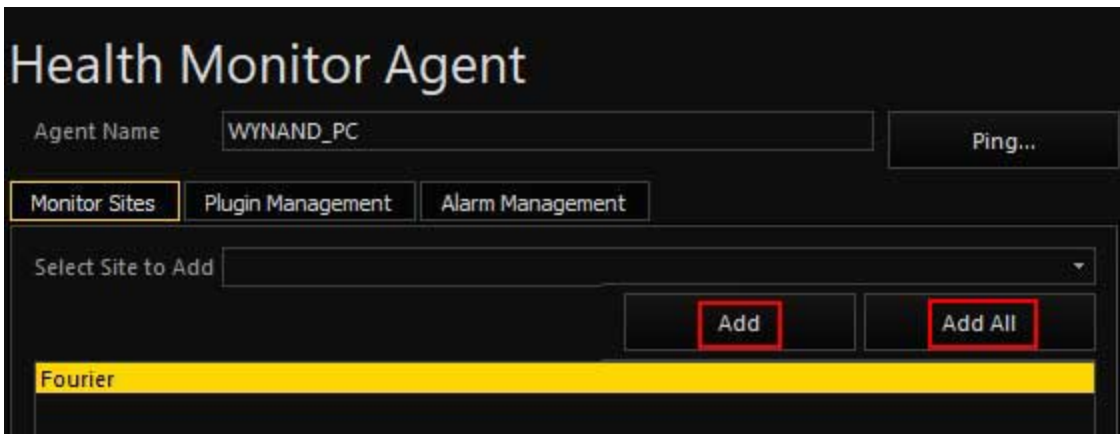 Health Monitor Agent
Agent Name WYNAND_PC Ping...
Monitor Sites Plugin Management Alarm Management
Select Site to Add
Add Add All
Fourier